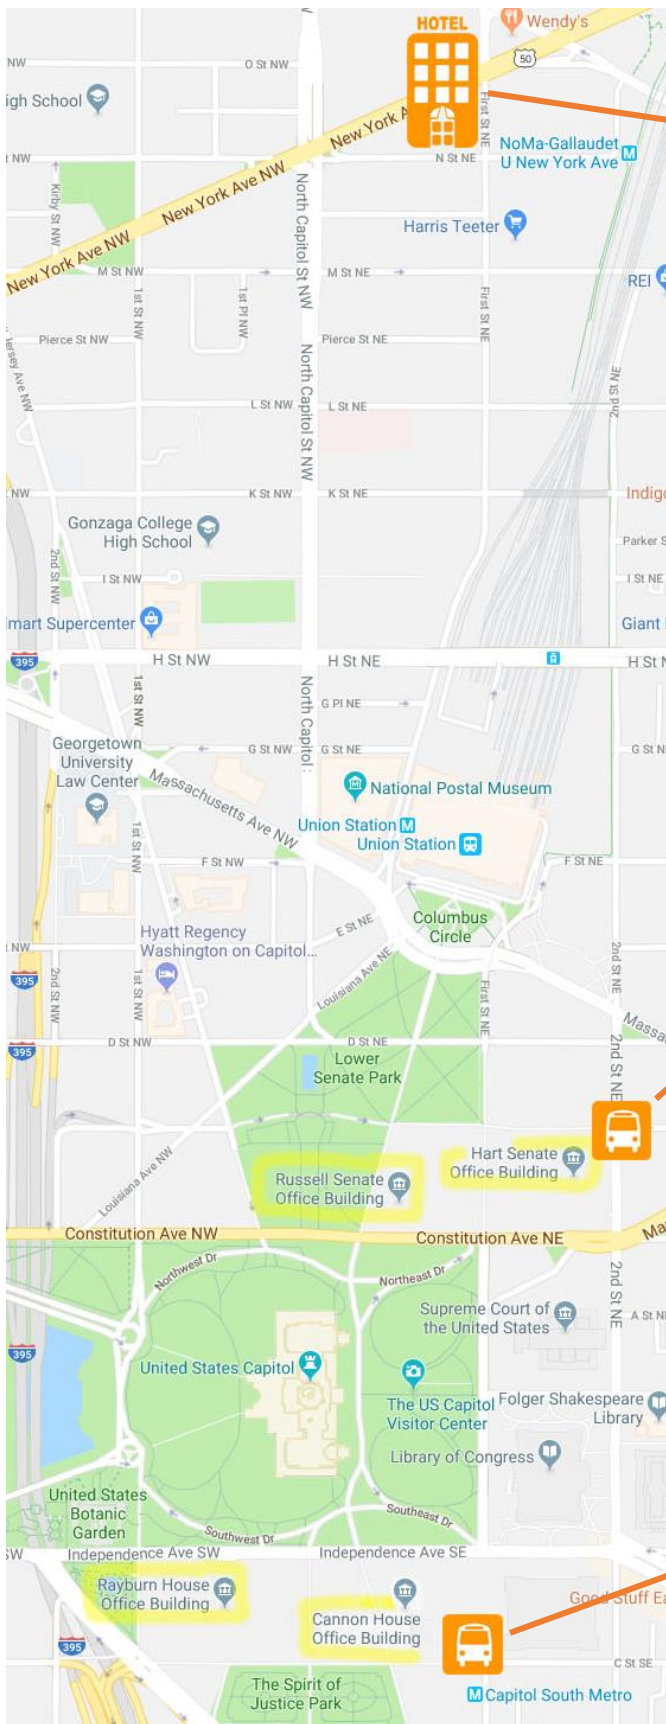 HOTEL
Wendy's
NW
O St NW
50
igh School
First St NE
New York A
NoMa-Gallaudet
U New York Ave
M
t NW
N St NE
New York Ave NW
Kirby St NW
North Capitol St NW
Harris Teeter
New York Ave NW
M St NW
M St NE
REI
1st St NW
1st Pl NW
First St NE
Pierce St NW
Pierce St NE
Jersey Ave NW
North Capitol St NW
2nd St NE
L St NW
L St NE
NW
K St NW
K St NE
Indigo
Gonzaga College
High School
Parker S
2nd St NW
I St NW
I St NE
mart Supercenter
Giant
395
H St NW
H St NE
H St N
1st St NW
North Capitol
G Pl NE
Georgetown
University
Law Center
G St NW
G St NE
G St N
Massachusetts Ave NW
National Postal Museum
Union Station M
Union Station
1st St NW
F St NW
F St NE
Columbus
Circle
Hyatt Regency
Washington on Capitol...
E St NE
NW
Louisiana Ave NE
395
2nd St NW
1st St NW
First St NE
2nd St NE
Massa
D St NW
D St NE
395
Lower
Senate Park
2nd St NE
Louisiana Ave NW
Russell Senate
Office Building
Hart Senate
Office Building
Constitution Ave NW
Constitution Ave NE
Ma
Northwest Dr
Northeast Dr
2nd St NE
Supreme Court of
the United States
A St N
395
United States Capitol
The US Capitol
Visitor Center
Folger Shakespeare
Library
Library of Congress
United States
Botanic
Garden
Southwest Dr
Southeast Dr
SW
Independence Ave SW
Independence Ave SE
Rayburn House
Office Building
Cannon House
Office Building
Good Stuff Ea
395
C St SE
The Spirit of
Justice Park
M Capitol South Metro